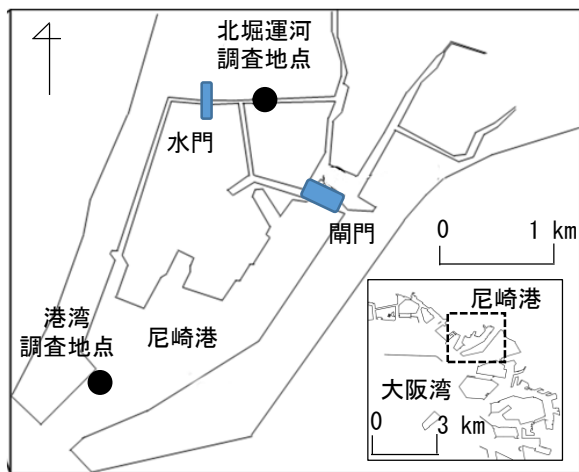 北堀運河
調査地点
水門
閘門
0 1 km
港湾
調査地点
尼崎港
尼崎港
大阪湾
0 3 km